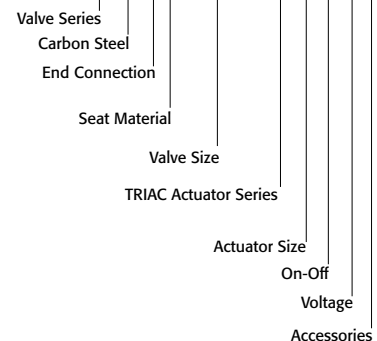 Valve Series
Carbon Steel
End Connection
Seat Material
Valve Size
TRIAC Actuator Series
Actuator Size
On-Off
Voltage
Accessories